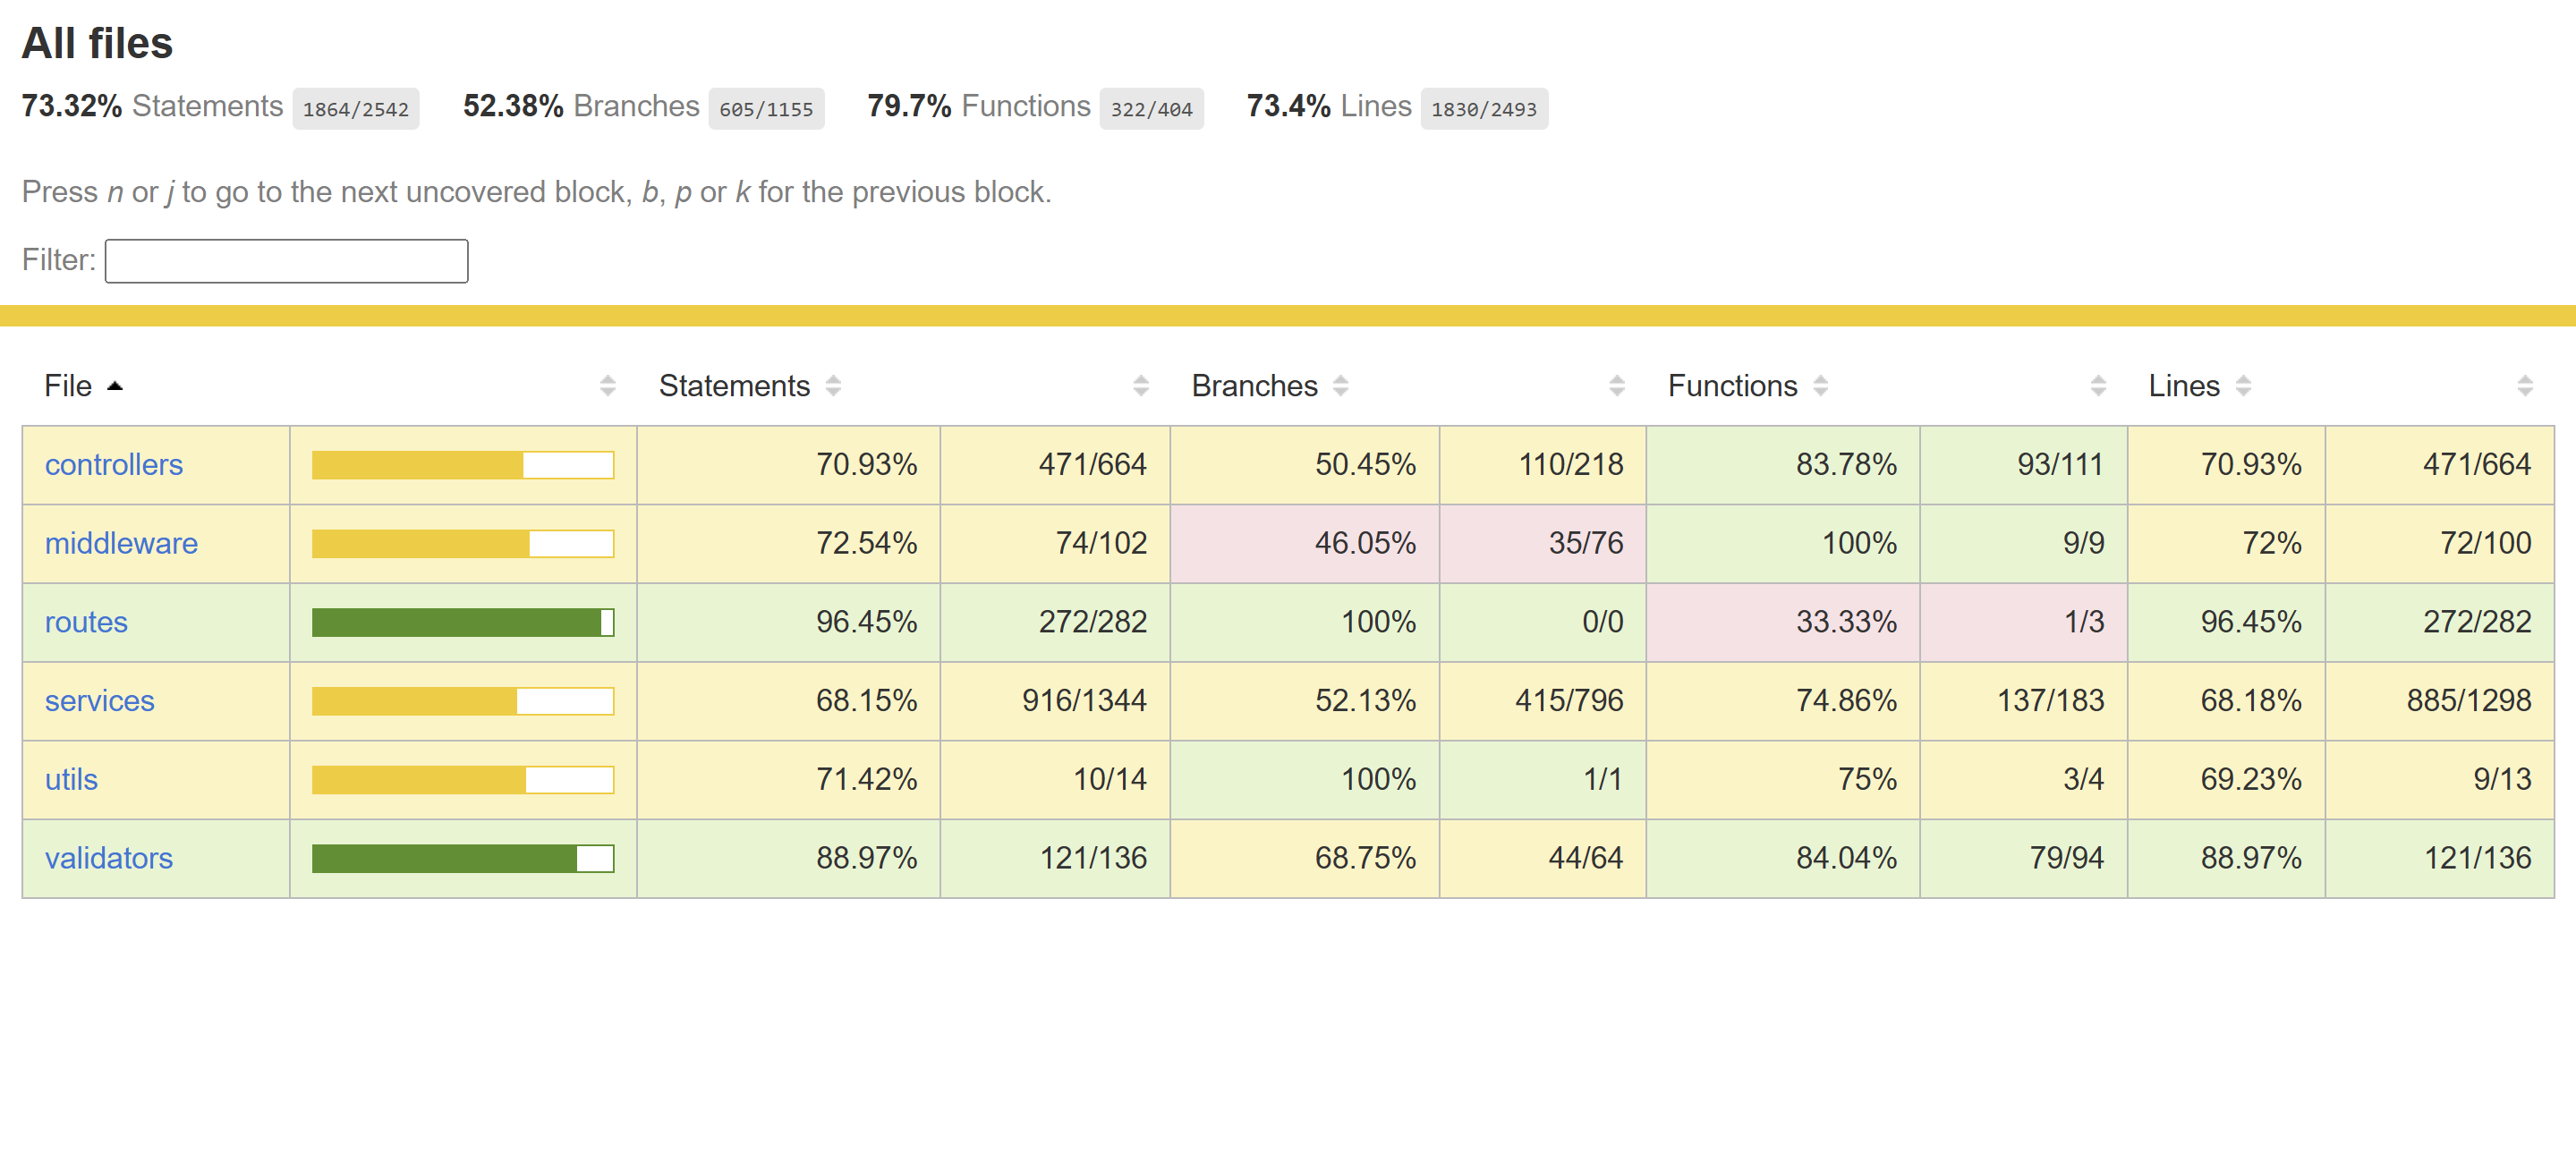 All files
73.32% Statements 1864/2542 52.38% Branches 605/1155 79.7% Functions 322/404 73.4% Lines 1830/2493
Press n or j to go to the next uncovered block, b, p or k for the previous block.
Filter:
File Statements Branches Functions Lines
controllers 70.93% 471/664 50.45% 110/218 83.78% 93/111 70.93% 471/664
middleware 72.54% 74/102 46.05% 35/76 100% 9/9 72% 72/100
routes 96.45% 272/282 100% 0/0 33.33% 1/3 96.45% 272/282
services 68.15% 916/1344 52.13% 415/796 74.86% 137/183 68.18% 885/1298
utils 71.42% 10/14 100% 1/1 75% 3/4 69.23% 9/13
validators 88.97% 121/136 68.75% 44/64 84.04% 79/94 88.97% 121/136